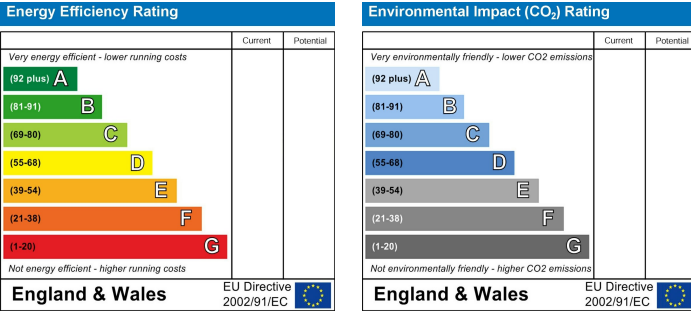 Energy Efficiency Rating
Current Potential
Very energy efficient - lower running costs
(92 plus) A
(81-91) B
(69-80) C
(55-68) D
(39-54) E
(21-38) F
(1-20) G
Not energy efficient - higher running costs
England & Wales
EU Directive
2002/91/EC
Environmental Impact (CO₂) Rating
Current Potential
Very environmentally friendly - lower CO2 emissions
(92 plus) A
(81-91) B
(69-80) C
(55-68) D
(39-54) E
(21-38) F
(1-20) G
Not environmentally friendly - higher CO2 emissions
England & Wales
EU Directive
2002/91/EC